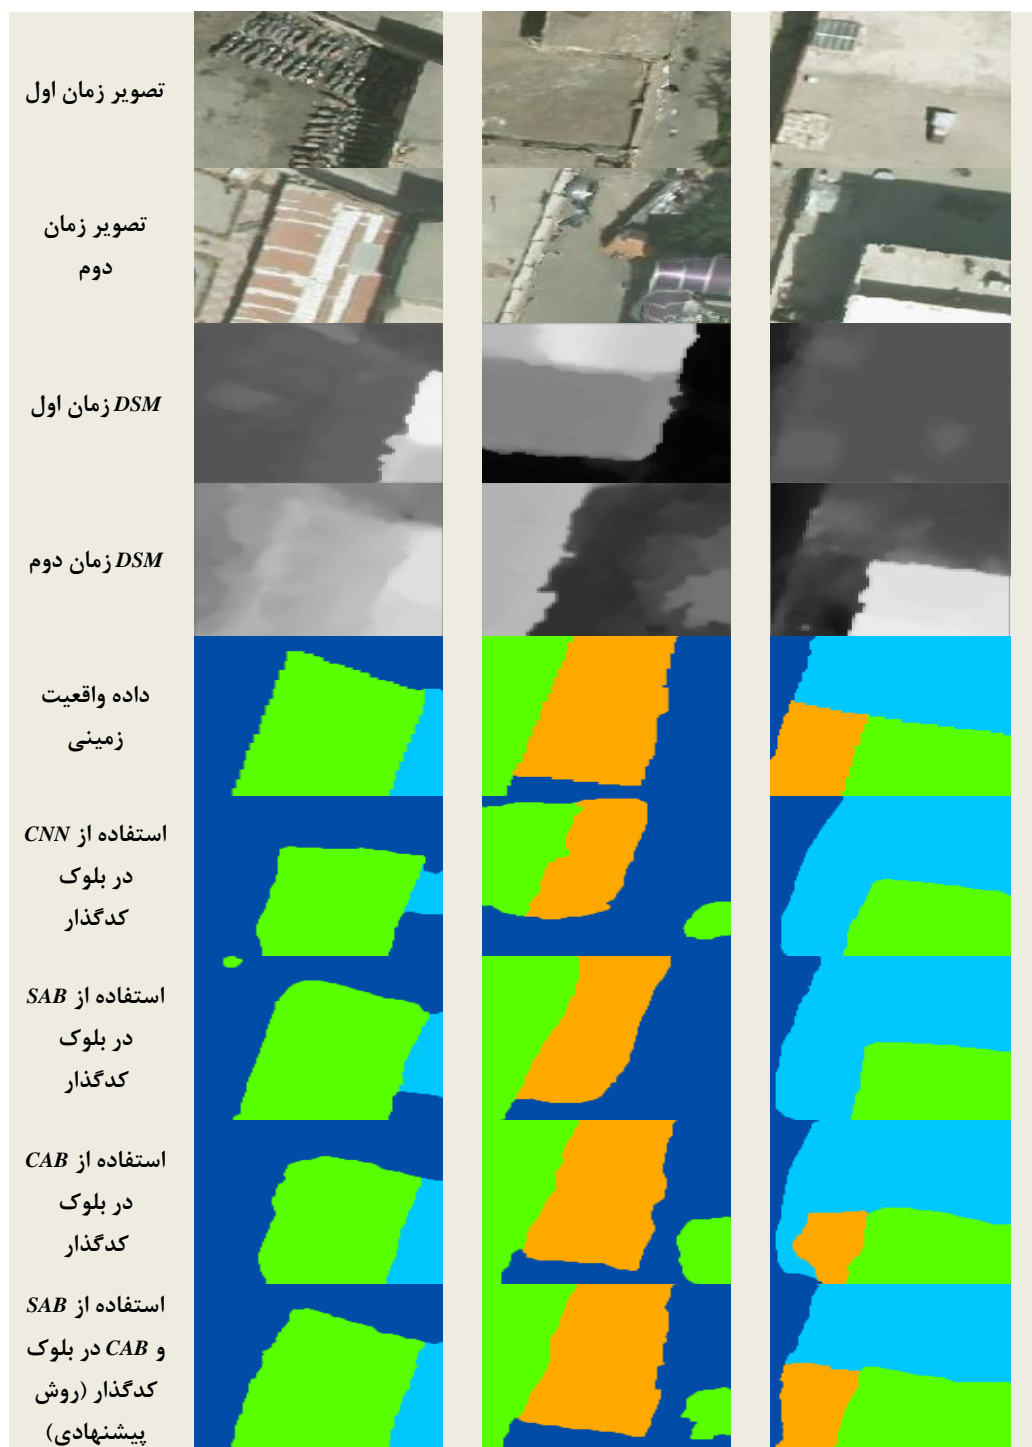 تصویر زمان اول
تصویر زمان
دوم
DSM زمان اول
DSM زمان دوم
داده واقعیت
زمینی
استفاده از CNN
در بلوک
کدگذار
استفاده از SAB
در بلوک
کدگذار
استفاده از CAB
در بلوک
کدگذار
استفاده از SAB
و CAB در بلوک
کدگذار (روش
پیشنهادی)